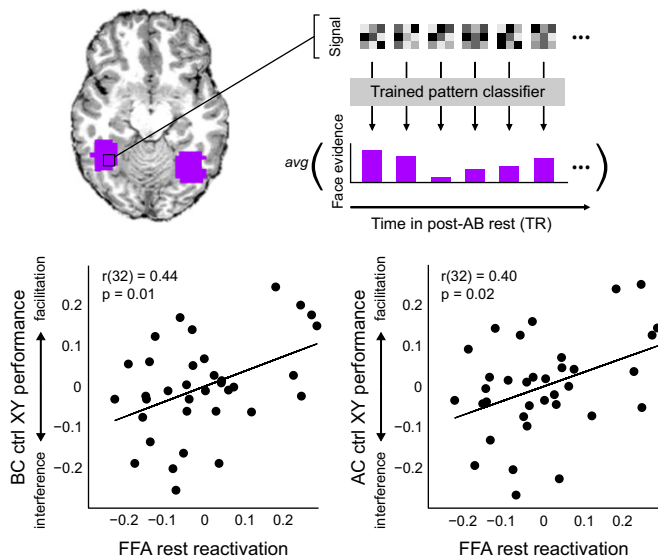 Signal
•••
Trained pattern classifier
avg
Face evidence
•••
Time in post-AB rest (TR)
BC ctrl XY performance
interference
facilitation
r(32) = 0.44
p = 0.01
0.2
0.1
0
−0.1
−0.2
−0.2 −0.1 0 0.1 0.2
FFA rest reactivation
AC ctrl XY performance
interference
facilitation
r(32) = 0.40
p = 0.02
0.2
0.1
0
−0.1
−0.2
−0.2 −0.1 0 0.1 0.2
FFA rest reactivation